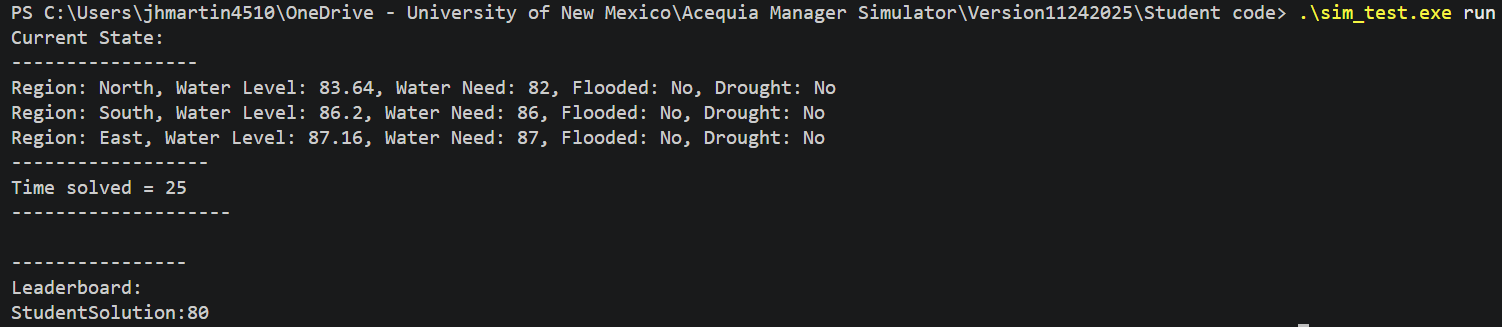 PS C:\Users\jhmartin4510\OneDrive - University of New Mexico\Acequia Manager Simulator\Version11242025\Student code> .\sim_test.exe run
Current State:
-----------------
Region: North, Water Level: 83.64, Water Need: 82, Flooded: No, Drought: No
Region: South, Water Level: 86.2, Water Need: 86, Flooded: No, Drought: No
Region: East, Water Level: 87.16, Water Need: 87, Flooded: No, Drought: No
------------------
Time solved = 25
--------------------

----------------
Leaderboard:
StudentSolution:80